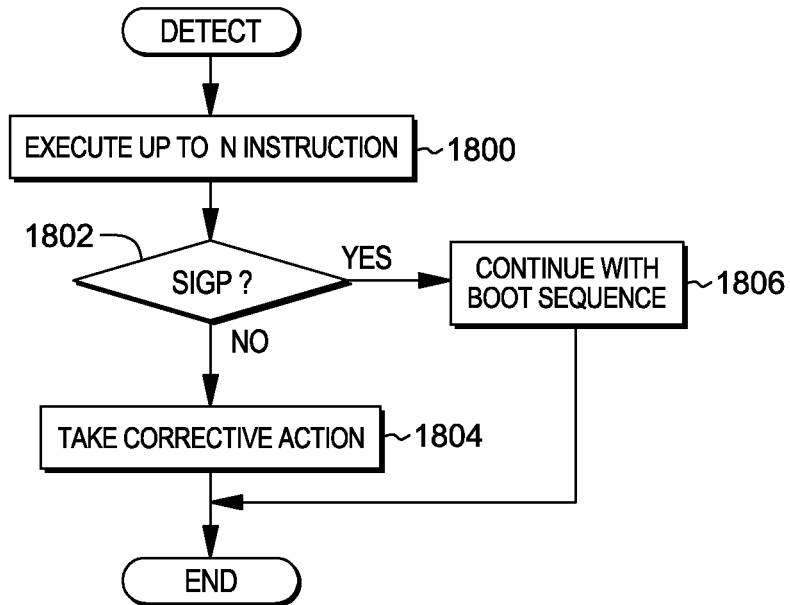 DETECT
EXECUTE UP TO N INSTRUCTION
1800
1802
SIGP ?
YES
CONTINUE WITH
BOOT SEQUENCE
1806
NO
TAKE CORRECTIVE ACTION
1804
END